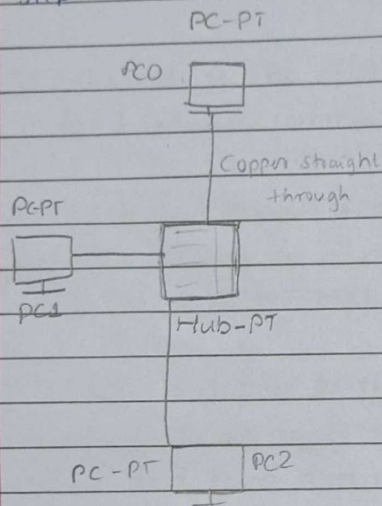 PC-PT
PC0
Copper straight
through
PC-PT
PC1
Hub-PT
PC-PT
PC2